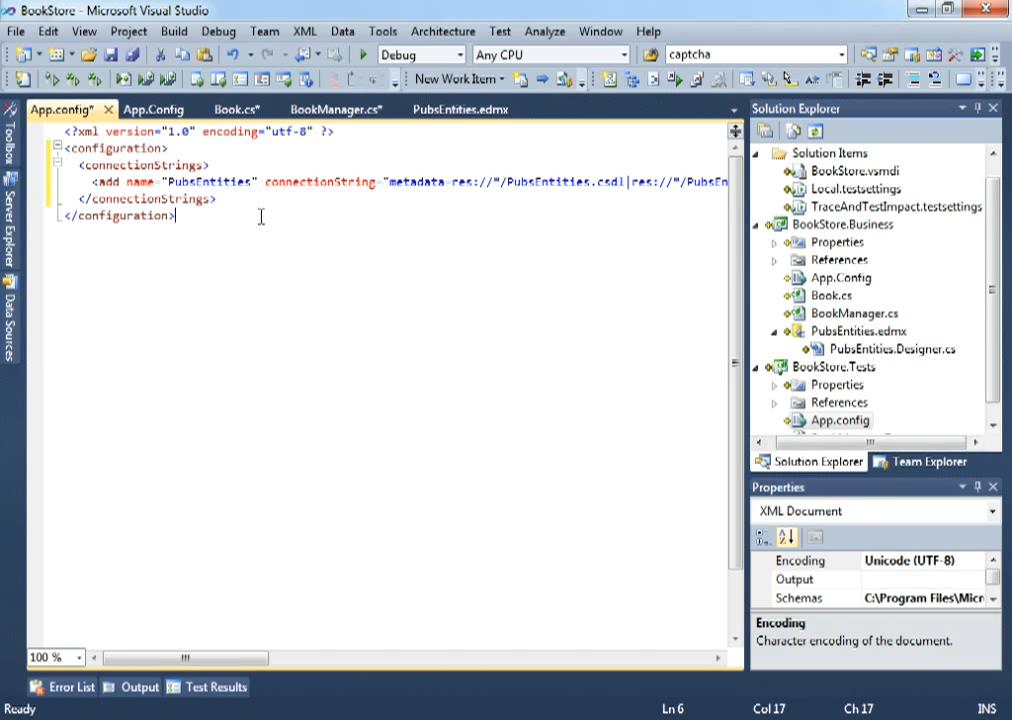 BookStore - Microsoft Visual Studio
File Edit View Debug Project Build Debug Team XML Data Tools Architecture Test Analyze Window Help
Debug Any CPU captcha
New Work Item
App.config* App.Config Book.cs* BookManager.cs* PubsEntities.edmx
Toolbox
Server Explorer
Data Sources
<?xml version="1.0" encoding="utf-8" ?>
<configuration>
<connectionStrings>
<add name="PubsEntities" connectionString="metadata=res://*/PubsEntities.csdl|res://*/PubsEn
</connectionStrings>
</configuration>
100 %
Solution Explorer
Solution Items
BookStore.vsmdi
Local.testsettings
TraceAndTestImpact.testsettings
BookStore.Business
Properties
References
App.Config
Book.cs
BookManager.cs
PubsEntities.edmx
PubsEntities.Designer.cs
BookStore.Tests
Properties
References
App.config
Solution Explorer Team Explorer
Properties
XML Document
Encoding Unicode (UTF-8)
Output
Schemas C:\Program Files\Micr
Encoding
Character encoding of the document.
Error List Output Test Results
Ready Ln 6 Col 17 Ch 17 INS